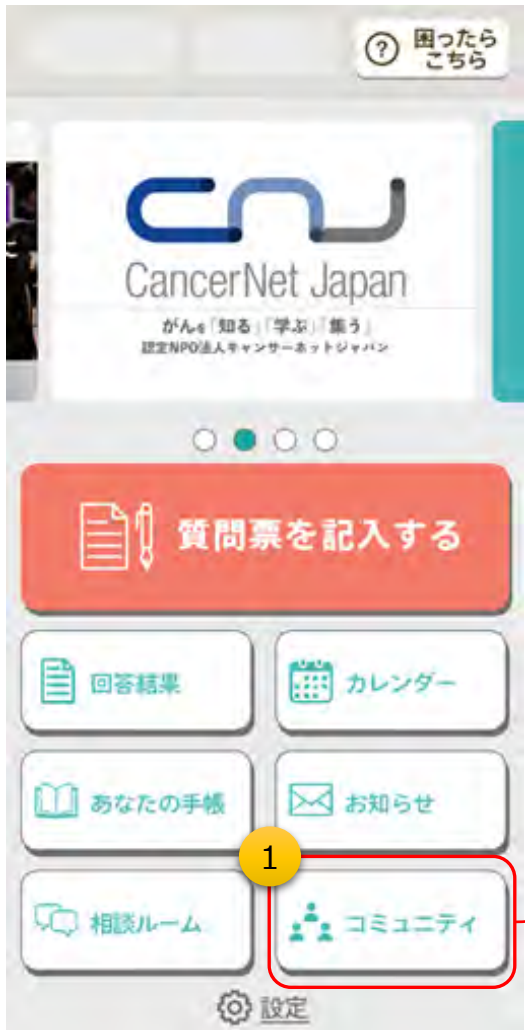 ?
困ったら
こちら
CancerNet Japan
がんを「知る」「学ぶ」「集う」
認定NPO法人キャンサーネットジャパン
質問票を記入する
回答結果
カレンダー
あなたの手帳
お知らせ
1
相談ルーム
コミュニティ
設定